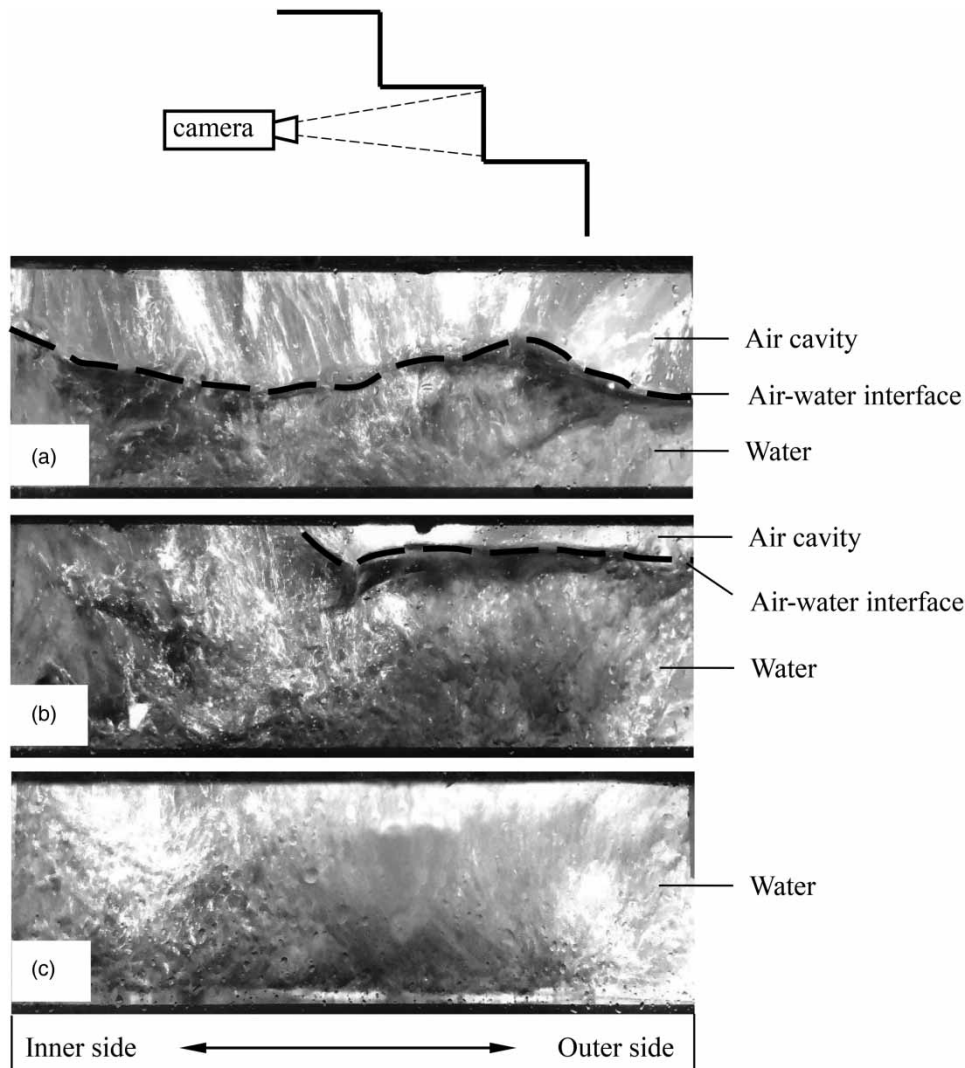 camera
Air cavity
Air-water interface
Water
(a)
Air cavity
Air-water interface
Water
(b)
Water
(c)
Inner side
Outer side